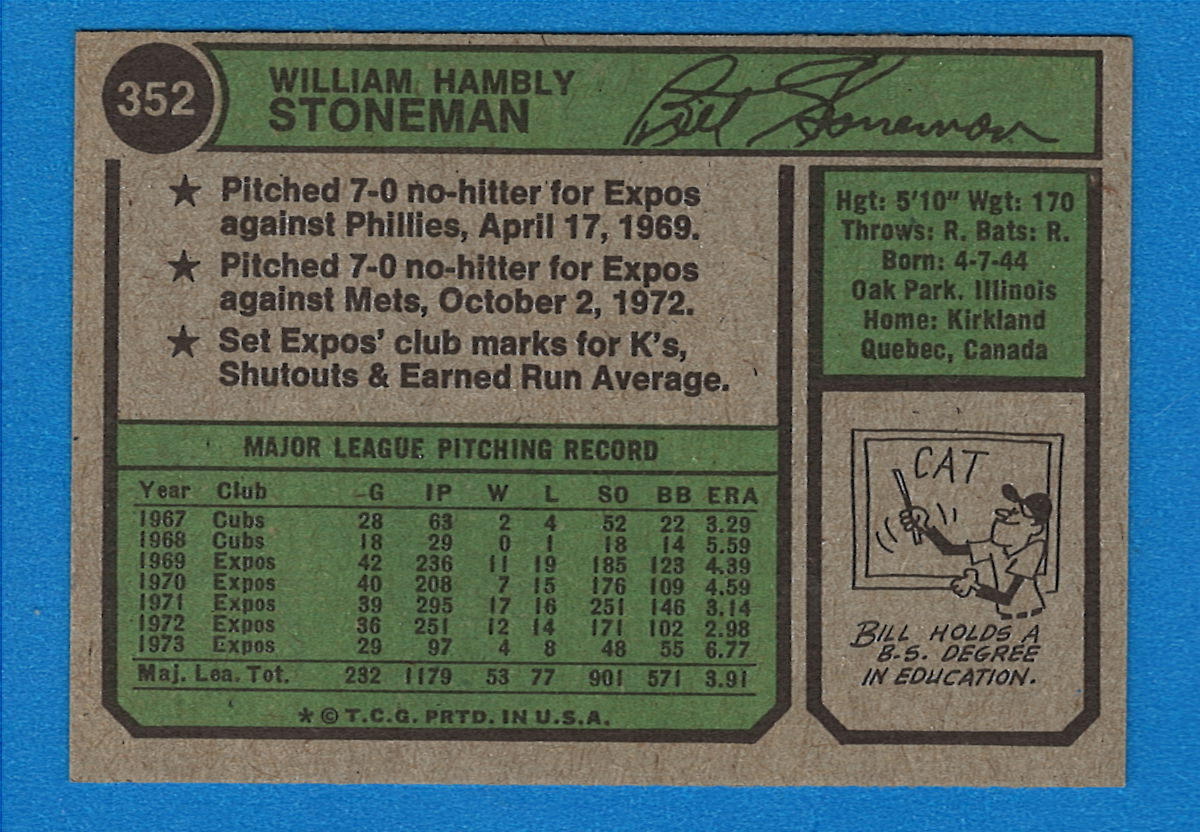 352
WILLIAM HAMBLY
STONEMAN
Bill Stoneman
★ Pitched 7-0 no-hitter for Expos
against Phillies, April 17, 1969.
★ Pitched 7-0 no-hitter for Expos
against Mets, October 2, 1972.
★ Set Expos' club marks for K's,
Shutouts & Earned Run Average.
Hgt: 5'10" Wgt: 170
Throws: R. Bats: R.
Born: 4-7-44
Oak Park. Illinois
Home: Kirkland
Quebec, Canada
MAJOR LEAGUE PITCHING RECORD
Year Club G IP W L SO BB ERA
1967 Cubs 28 63 2 4 52 22 3.29
1968 Cubs 18 29 0 1 18 14 5.59
1969 Expos 42 236 11 19 185 123 4.39
1970 Expos 40 208 7 15 176 109 4.59
1971 Expos 39 295 17 16 251 146 3.14
1972 Expos 36 251 12 14 171 102 2.98
1973 Expos 29 97 4 8 48 55 6.77
Maj. Lea. Tot. 232 1179 53 77 901 571 3.91
* © T.C.G. PRTD. IN U.S.A.
CAT
BILL HOLDS A
B.S. DEGREE
IN EDUCATION.